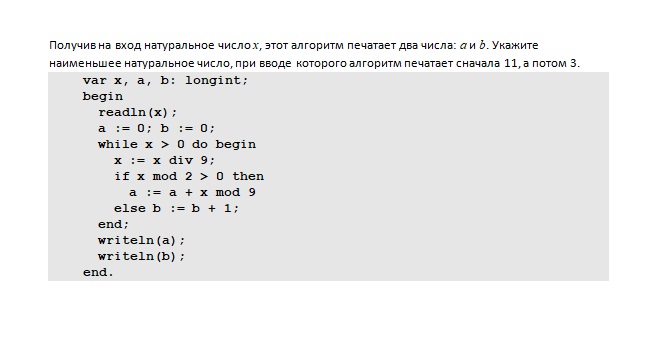 Получив на вход натуральное число x, этот алгоритм печатает два числа: a и b. Укажите
наименьшее натуральное число, при вводе которого алгоритм печатает сначала 11, а потом 3.
var x, a, b: longint;
begin
readln(x);
a := 0; b := 0;
while x > 0 do begin
x := x div 9;
if x mod 2 > 0 then
a := a + x mod 9
else b := b + 1;
end;
writeln(a);
writeln(b);
end.